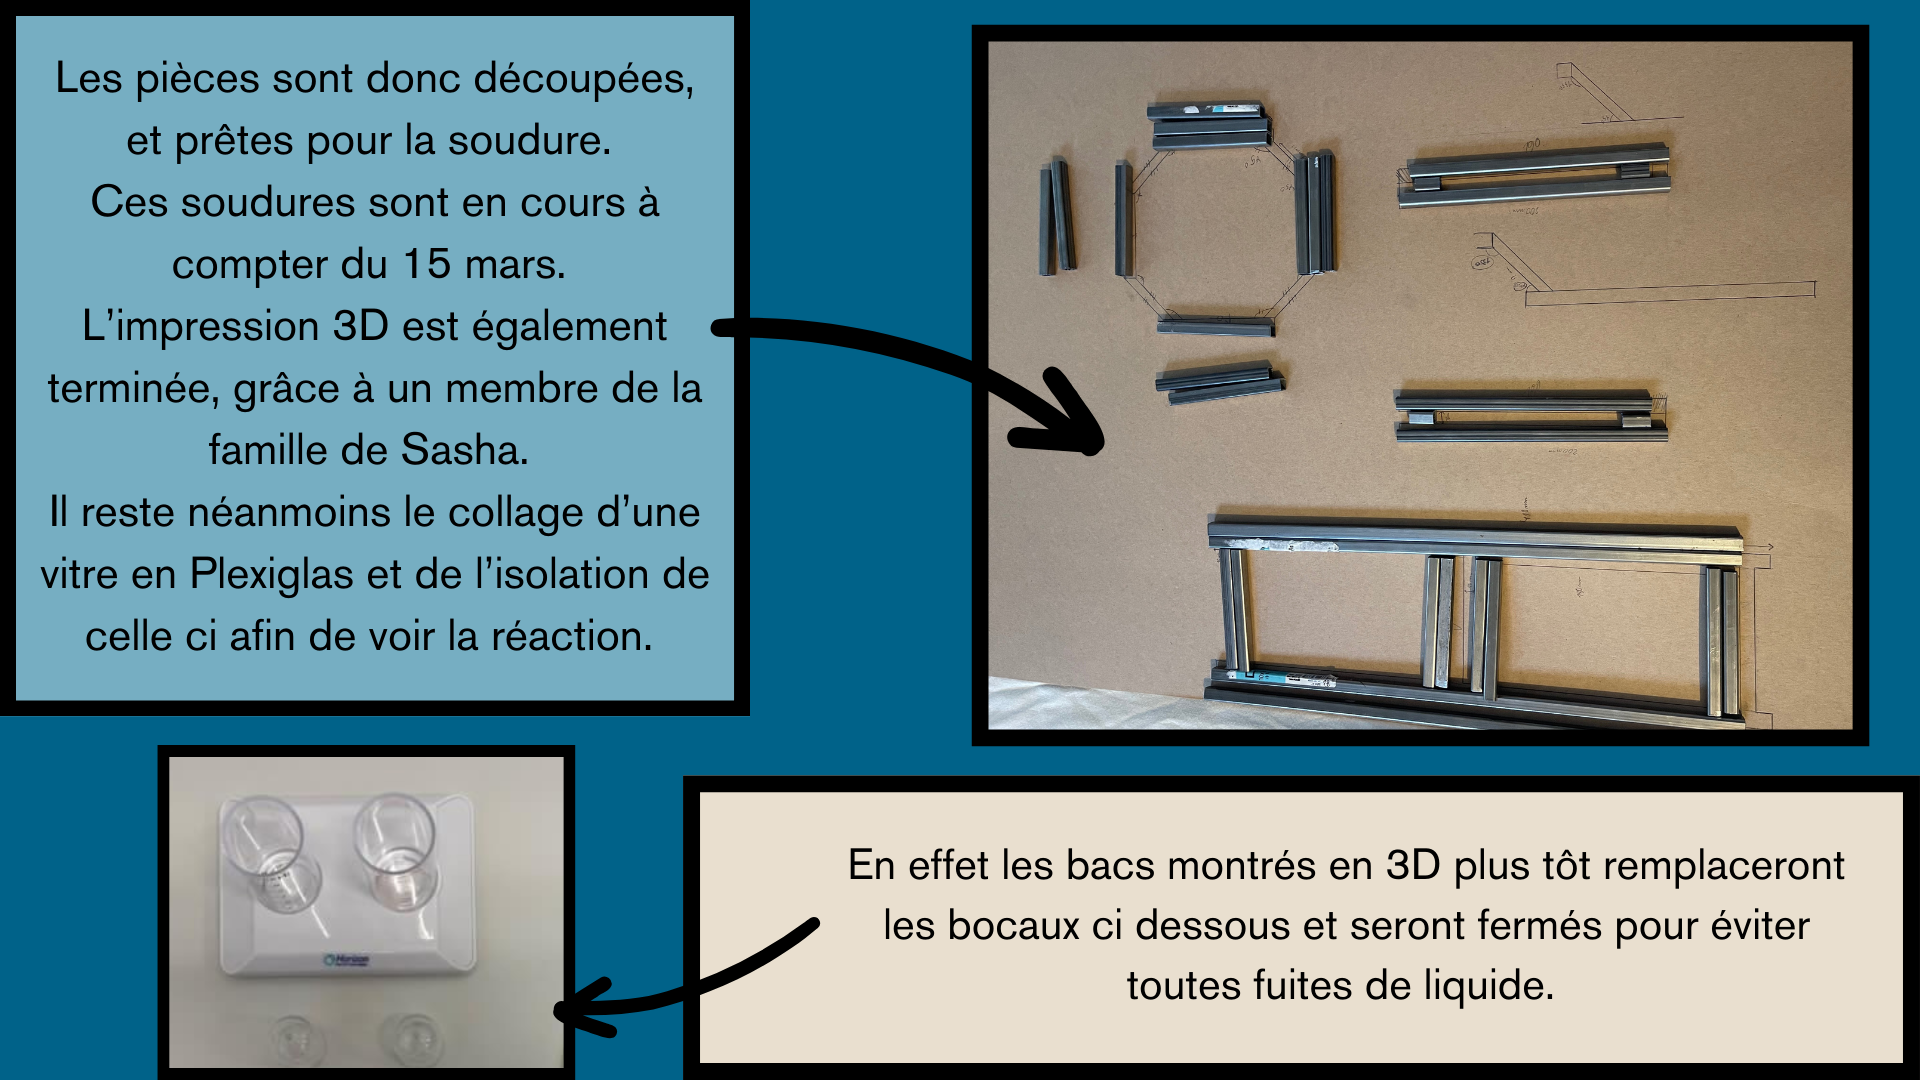 Les pièces sont donc découpées,
et prêtes pour la soudure.
Ces soudures sont en cours à
compter du 15 mars.
L’impression 3D est également
terminée, grâce à un membre de la
famille de Sasha.
Il reste néanmoins le collage d’une
vitre en Plexiglas et de l’isolation de
celle ci afin de voir la réaction.
Horizon
En effet les bacs montrés en 3D plus tôt remplaceront
les bocaux ci dessous et seront fermés pour éviter
toutes fuites de liquide.